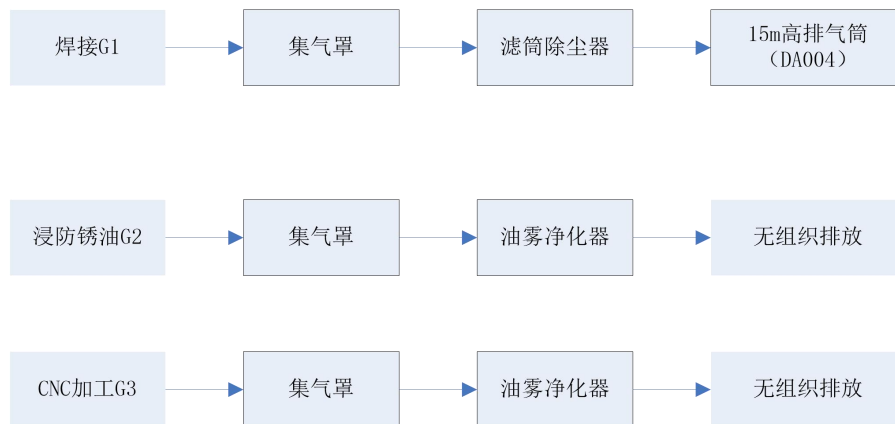 焊接G1
集气罩
滤筒除尘器
15m高排气筒
（DA004）
浸防锈油G2
集气罩
油雾净化器
无组织排放
CNC加工G3
集气罩
油雾净化器
无组织排放